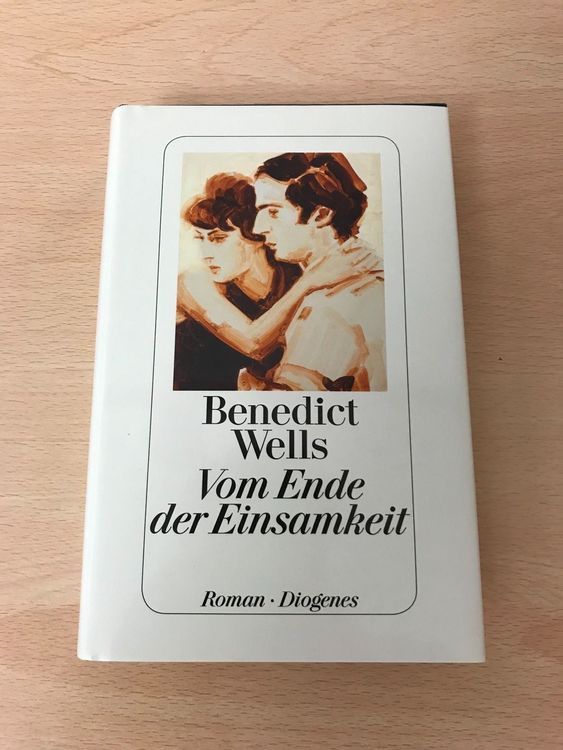 Benedict
Wells
Vom Ende
der Einsamkeit
Roman · Diogenes